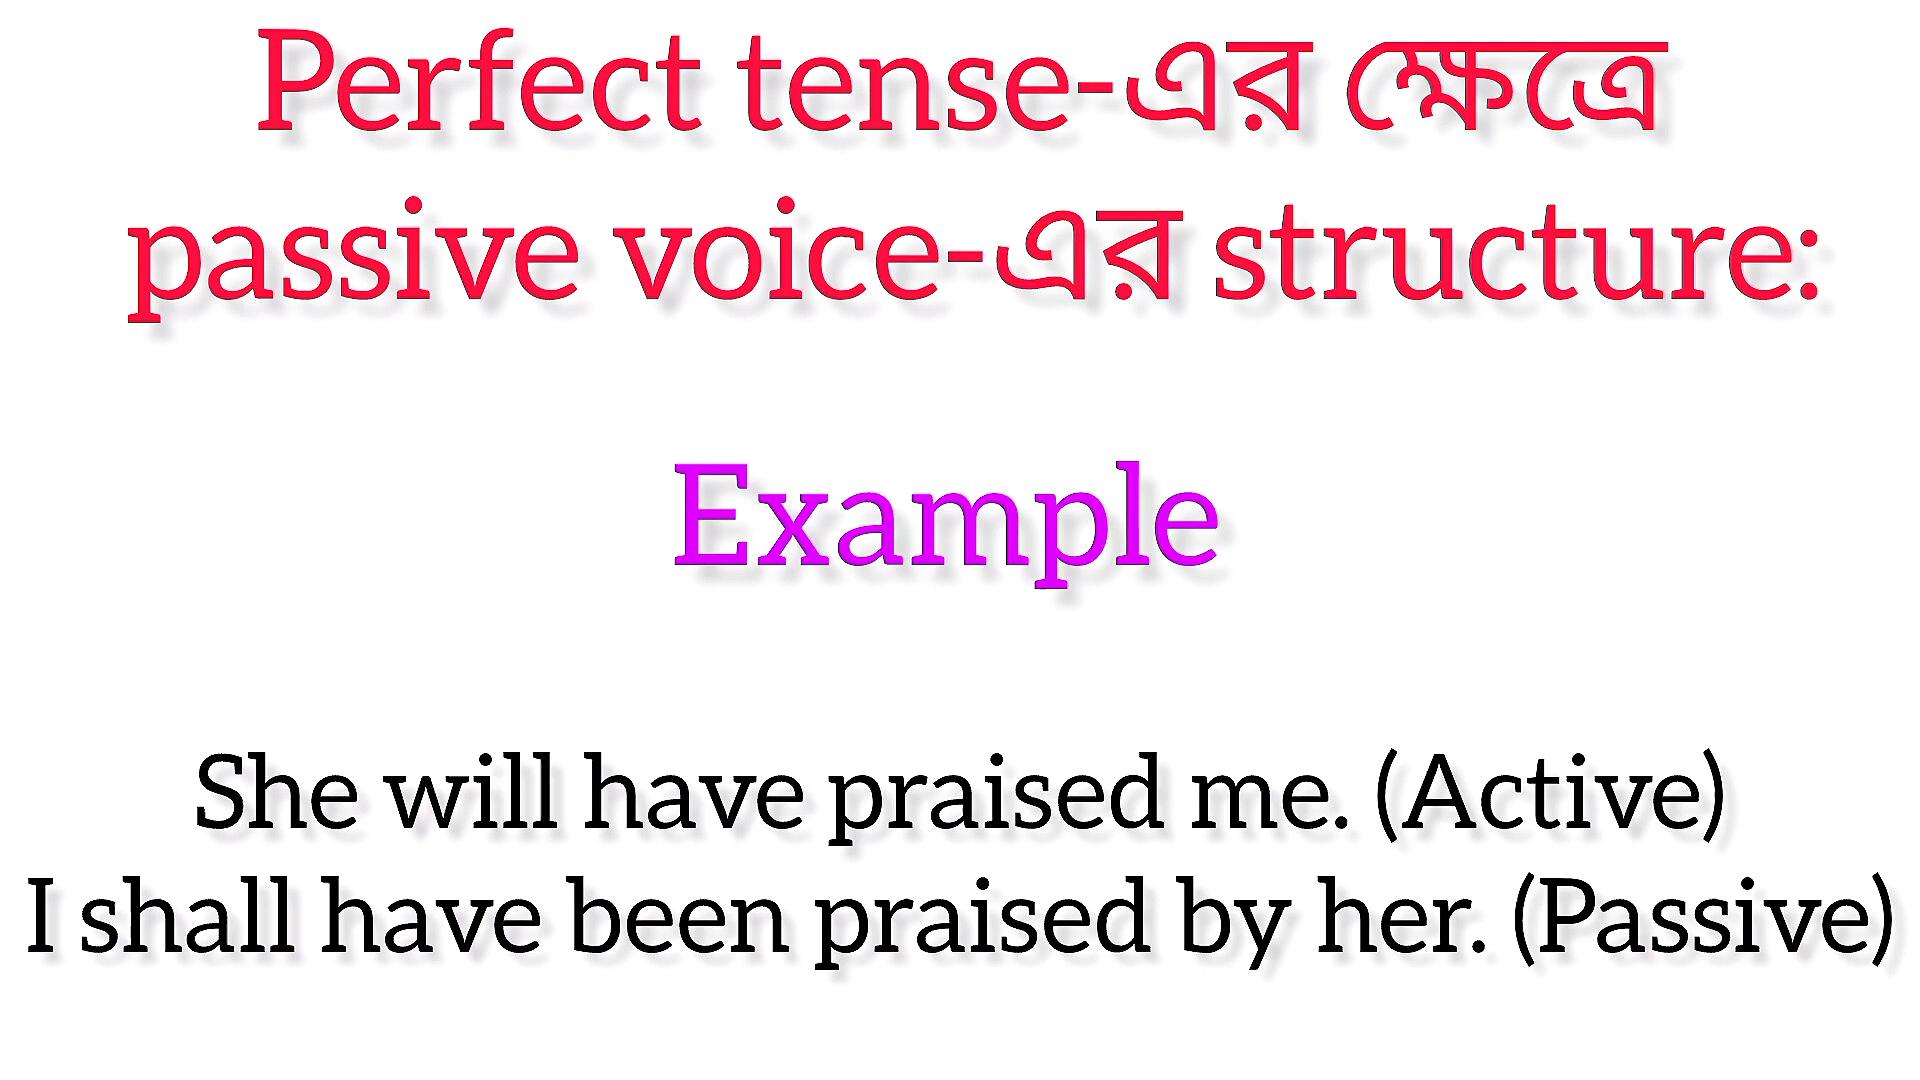 Perfect tense-এর ক্ষেত্রে
passive voice-এর structure:
Example
She will have praised me. (Active)
I shall have been praised by her. (Passive)